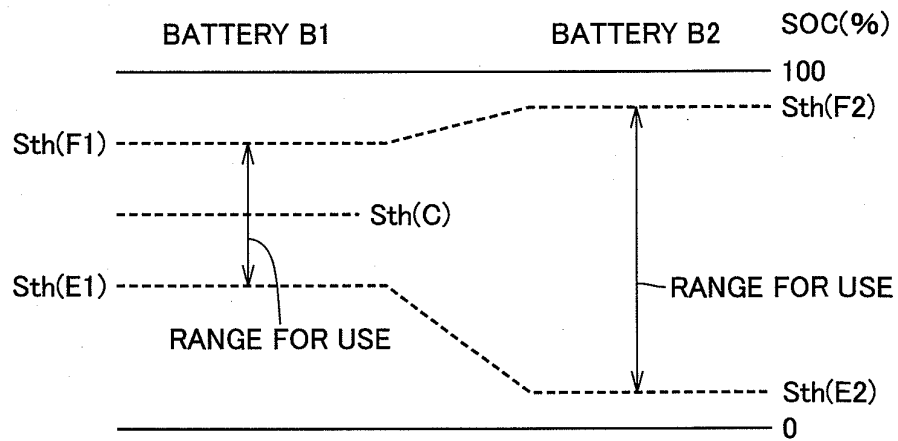 BATTERY B1
BATTERY B2
SOC(%)
100
Sth(F2)
Sth(F1)
Sth(C)
Sth(E1)
RANGE FOR USE
RANGE FOR USE
Sth(E2)
0